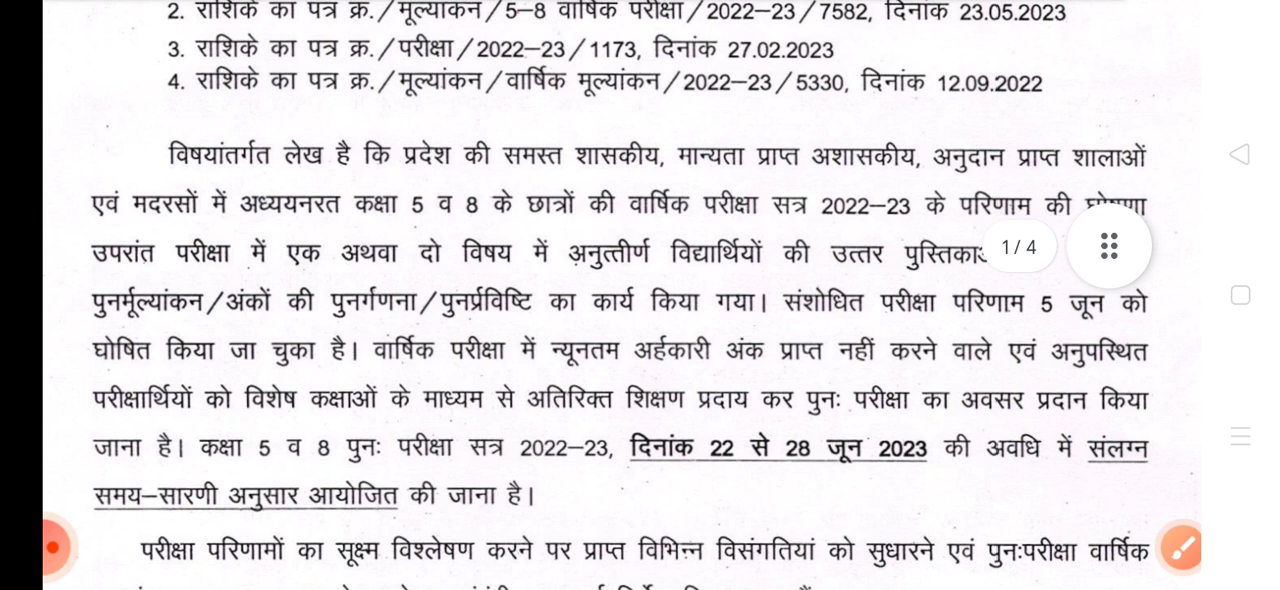 2. राशिके का पत्र क्र./मूल्यांकन/5–8 वार्षिक परीक्षा/2022–23/7582, दिनांक 23.05.2023
3. राशिके का पत्र क्र./परीक्षा/2022–23/1173, दिनांक 27.02.2023
4. राशिके का पत्र क्र./मूल्यांकन/वार्षिक मूल्यांकन/2022–23/5330, दिनांक 12.09.2022
विषयांतर्गत लेख है कि प्रदेश की समस्त शासकीय, मान्यता प्राप्त अशासकीय, अनुदान प्राप्त शालाओं
एवं मदरसों में अध्ययनरत कक्षा 5 व 8 के छात्रों की वार्षिक परीक्षा सत्र 2022–23 के परिणाम की घोषणा
उपरांत परीक्षा में एक अथवा दो विषय में अनुत्तीर्ण विद्यार्थियों की उत्तर
1/4
पुनर्मूल्यांकन/अंकों की पुनर्गणना/पुनर्प्रविष्टि का कार्य किया गया। संशोधित परीक्षा परिणाम 5 जून को
घोषित किया जा चुका है। वार्षिक परीक्षा में न्यूनतम अर्हकारी अंक प्राप्त नहीं करने वाले एवं अनुपस्थित
परीक्षार्थियों को विशेष कक्षाओं के माध्यम से अतिरिक्त शिक्षण प्रदाय कर पुनः परीक्षा का अवसर प्रदान किया
जाना है। कक्षा 5 व 8 पुनः परीक्षा सत्र 2022–23, दिनांक 22 से 28 जून 2023 की अवधि में संलग्न
समय–सारणी अनुसार आयोजित की जाना है।
परीक्षा परिणामों का सूक्ष्म विश्लेषण करने पर प्राप्त विभिन्न विसंगतियां को सुधारने एवं पुनःपरीक्षा वार्षिक